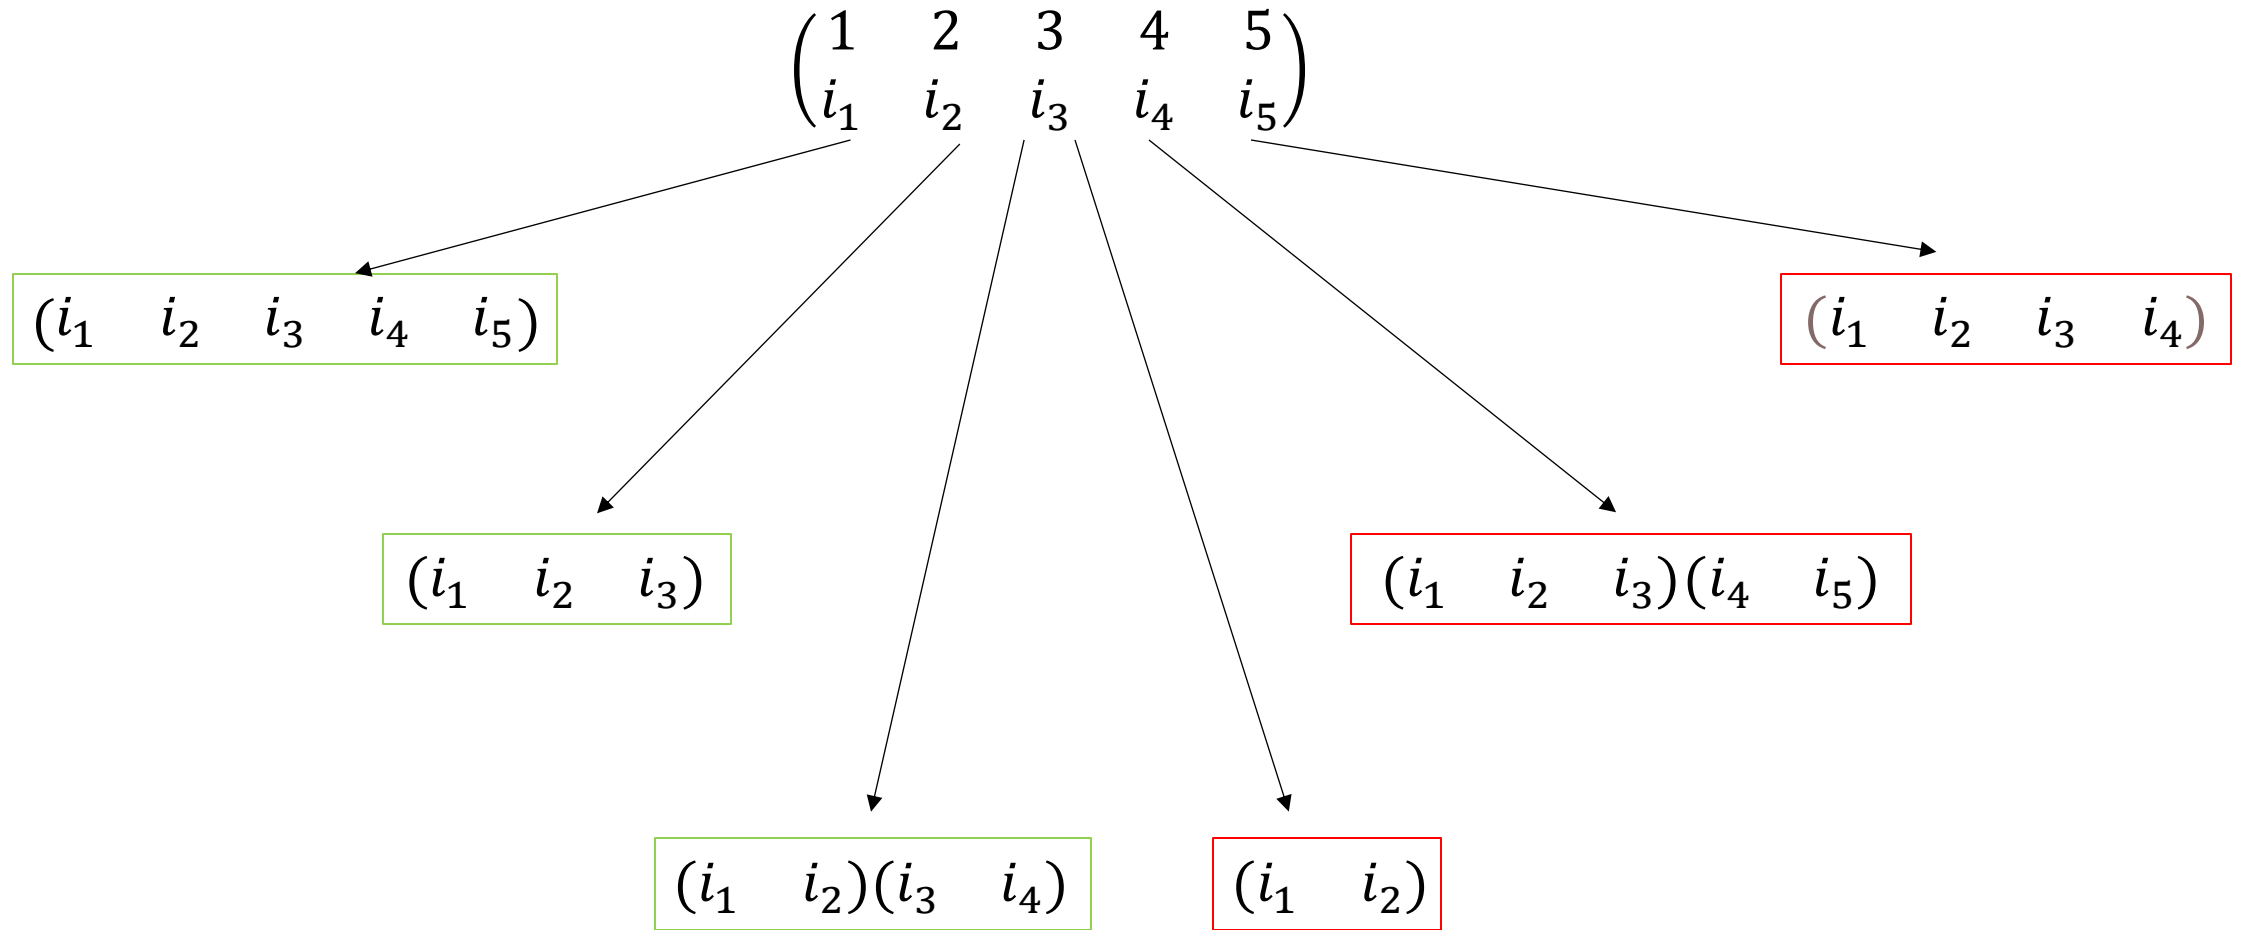 (1 2 3 4 5
i₁ i₂ i₃ i₄ i₅)
(i₁ i₂ i₃ i₄ i₅) (i₁ i₂ i₃ i₄)
(i₁ i₂ i₃) (i₁ i₂ i₃)(i₄ i₅)
(i₁ i₂)(i₃ i₄) (i₁ i₂)